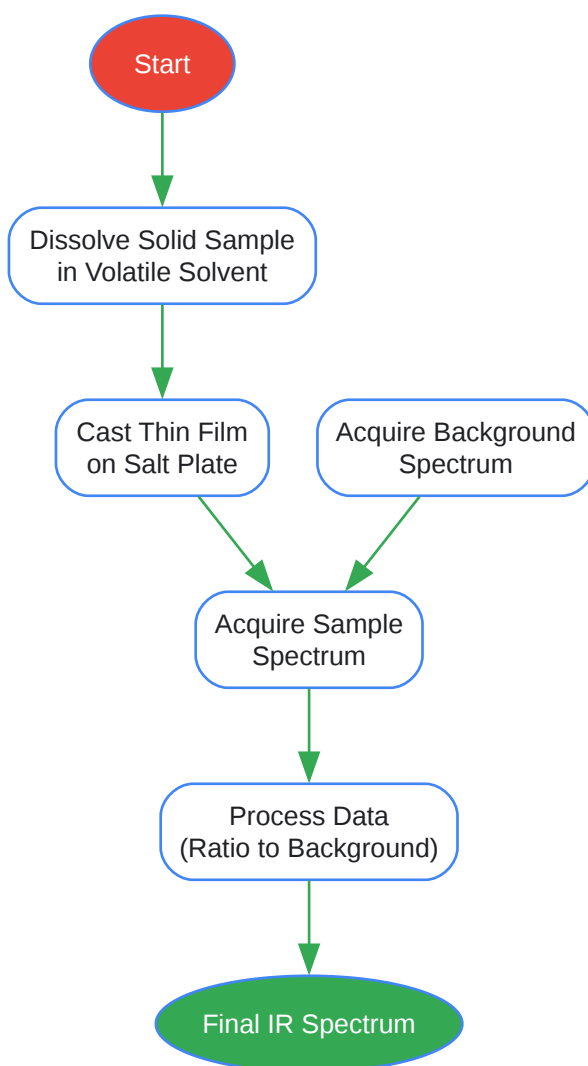 Start
Dissolve Solid Sample
in Volatile Solvent
Cast Thin Film
on Salt Plate
Acquire Background
Spectrum
Acquire Sample
Spectrum
Process Data
(Ratio to Background)
Final IR Spectrum